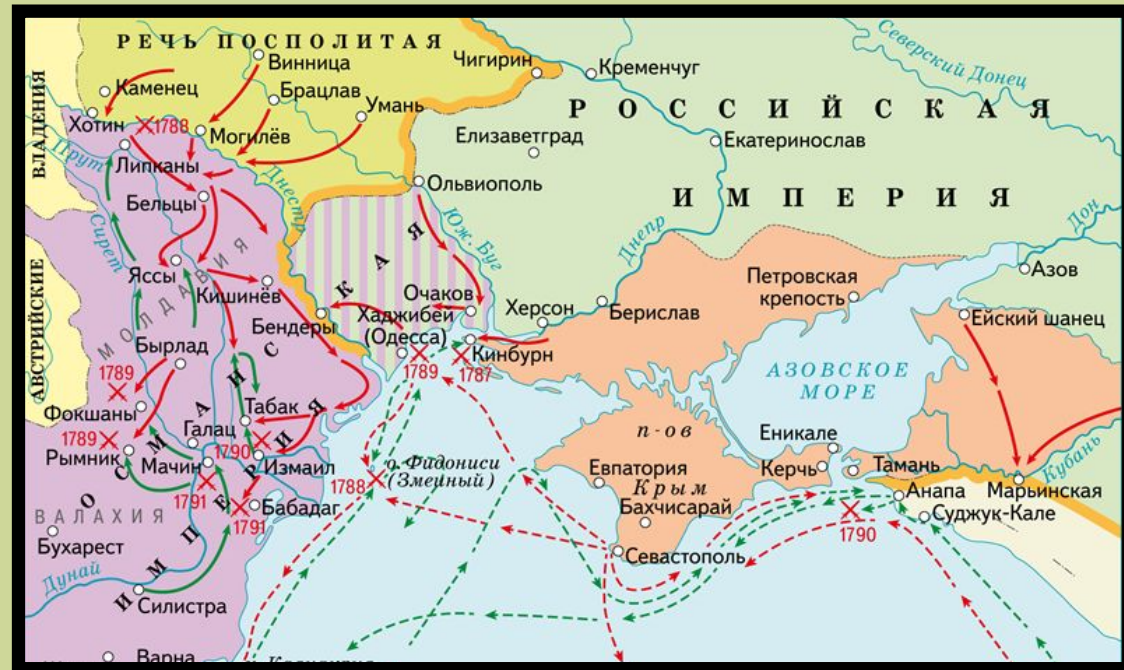 РЕЧЬ ПОСПОЛИТАЯ
Винница
Чигирин
Кременчуг
Северский Донец
Каменец
Брацлав
Умань
РОССИЙСКАЯ
ВЛАДЕНИЯ
Хотин
1788
Могилёв
Елизаветград
Екатеринослав
Прут
Липканы
Ольвиополь
Бельцы
Днестр
ИМПЕРИЯ
Сирет
Юж. Буг
Днепр
Дон
АВСТРИЙСКИЕ
Яссы
МОЛДАВИЯ
Кишинёв
Очаков
Херсон
Берислав
Петровская
крепость
Азов
Бендеры
Хаджибей
(Одесса)
Ейский шанец
Бырлад
Кинбурн
1789
1789
1787
АЗОВСКОЕ
МОРЕ
Фокшаны
Табак
Галац
1789
1790
Рымник
Мачин
Измаил
п-ов
Еникале
о. Фидониси
(Змеиный)
Евпатория
Керчь
Тамань
Кубань
1788
Крым
Анапа
Марьинская
1791
Бабадаг
Бахчисарай
Суджук-Кале
ВАЛАХИЯ
1791
1790
Бухарест
ОСМАНСКАЯ
ИМПЕРИЯ
Севастополь
Дунай
Силистра
Варна